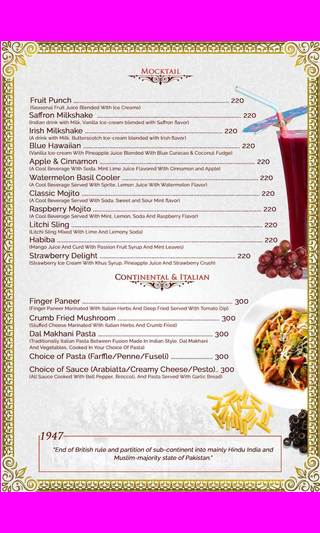 MOCKTAIL
Fruit Punch 220
(Seasonal Fruit Juice Blended With Ice Creams)
Saffron Milkshake 220
(Indian drink with Milk, Vanilla Ice-cream blended with Saffron flavor)
Irish Milkshake 220
(A drink with Milk, Butterscotch Ice-cream blended with Irish flavor)
Blue Hawaiian 220
(Vanilla Ice-cream With Pineapple Juice Blended With Blue Curacao & Coconut Fudge)
Apple & Cinnamon 220
(A Cool Beverage With Soda, Mint Lime Juice Flavored With Cinnamon and Apple)
Watermelon Basil Cooler 220
(A Cool Beverage Served With Sprite, Lemon Juice With Watermelon Flavor)
Classic Mojito 220
(A Cool Beverage Served With Soda, Sweet and Sour Mint flavor)
Raspberry Mojito 220
(A Cool Beverage Served With Mint, Lemon, Soda And Raspberry Flavor)
Litchi Sling 220
(Litchi Sling Mixed With Lime And Lemony Soda)
Habiba 220
(Mango Juice And Curd With Passion Fruit Syrup And Mint Leaves)
Strawberry Delight 220
(Strawberry Ice Cream With Khus Syrup, Pineapple Juice And Strawberry Crush)
CONTINENTAL & ITALIAN
Finger Paneer 300
(Finger Paneer Marinated With Italian Herbs And Deep Fried Served With Tomato Dip)
Crumb Fried Mushroom 300
(Stuffed Cheese Marinated With Italian Herbs And Crumb Fried)
Dal Makhani Pasta 300
(Traditionally Italian Pasta Between Fusion Made In Indian Style. Dal Makhani
And Vegetables, Cooked In Your Choice Of Pasta)
Choice of Pasta (Farffle/Penne/Fuseli) 300
Choice of Sauce (Arabiatta/Creamy Cheese/Pesto) 300
(All Sauce Cooked With Bell Pepper, Broccoli, And Pasta Served With Garlic Bread)
1947
"End of British rule and partition of sub-continent into mainly Hindu India and
Muslim-majority state of Pakistan."